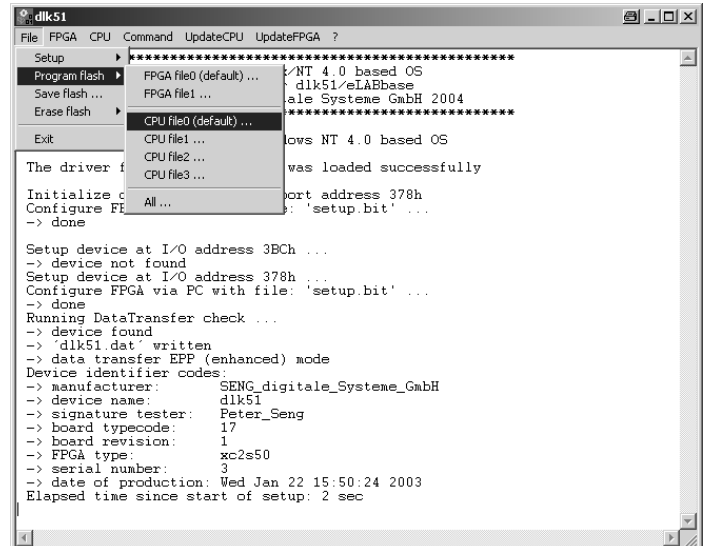 dlk51
File FPGA CPU Command UpdateCPU UpdateFPGA ?
Setup
Program flash
Save flash ...
Erase flash
Exit
FPGA file0 (default) ...
FPGA file1 ...
CPU file0 (default) ...
CPU file1 ...
CPU file2 ...
CPU file3 ...
All ...
*************************************************
/NT 4.0 based OS
dlk51/eLABbase
ale Systeme GmbH 2004
*****************************
ows NT 4.0 based OS
The driver f was loaded successfully
Initialize port address 378h
Configure : 'setup.bit' ...
-> done
Setup device at I/O address 3BCh ...
-> device not found
Setup device at I/O address 378h ...
Configure FPGA via PC with file: 'setup.bit' ...
-> done
Running DataTransfer check ...
-> device found
-> ´dlk51.dat´ written
-> data transfer EPP (enhanced) mode
Device identifier codes:
-> manufacturer: SENG_digitale_Systeme_GmbH
-> device name: dlk51
-> signature tester: Peter_Seng
-> board typecode: 17
-> board revision: 1
-> FPGA type: xc2s50
-> serial number: 3
-> date of production: Wed Jan 22 15:50:24 2003
Elapsed time since start of setup: 2 sec